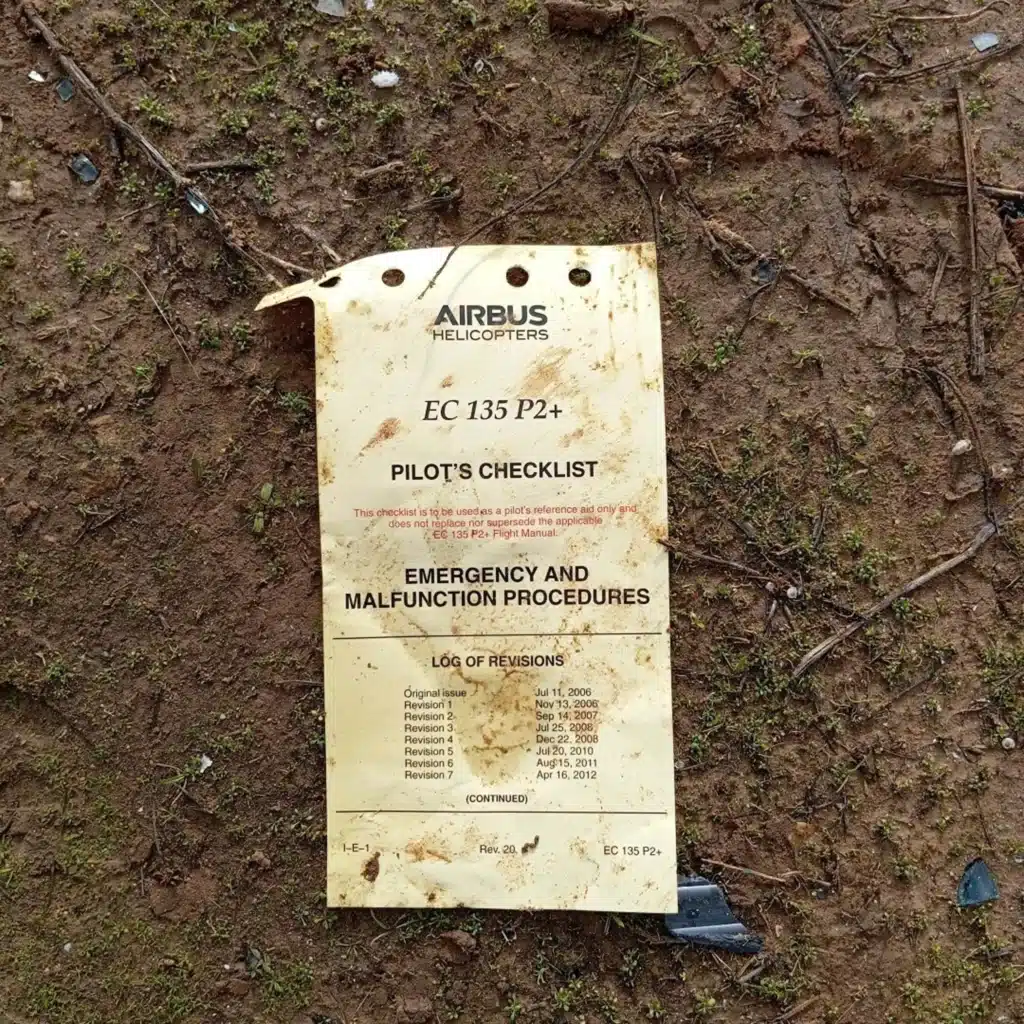 AIRBUS
HELICOPTERS
EC 135 P2+
PILOT'S CHECKLIST
This checklist is to be used as a pilot's reference aid only and
does not replace nor supersede the applicable
EC 135 P2+ Flight Manual.
EMERGENCY AND
MALFUNCTION PROCEDURES
LOG OF REVISIONS
Original issue Jul 11, 2006
Revision 1 Nov 13, 2006
Revision 2 Sep 14, 2007
Revision 3 Jul 25, 2008
Revision 4 Dec 22, 2008
Revision 5 Jul 20, 2010
Revision 6 Aug 15, 2011
Revision 7 Apr 16, 2012
(CONTINUED)
I–E–1 Rev. 20 EC 135 P2+